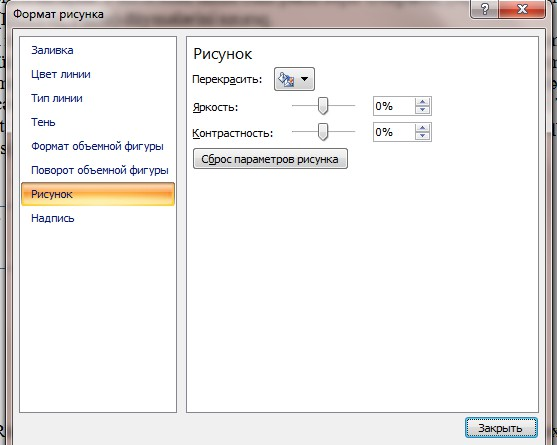 Формат рисунка
Заливка
Цвет линии
Тип линии
Тень
Формат объемной фигуры
Поворот объемной фигуры
Рисунок
Надпись
Рисунок
Перекрасить:
Яркость:
0%
Контрастность:
0%
Сброс параметров рисунка
Закрыть